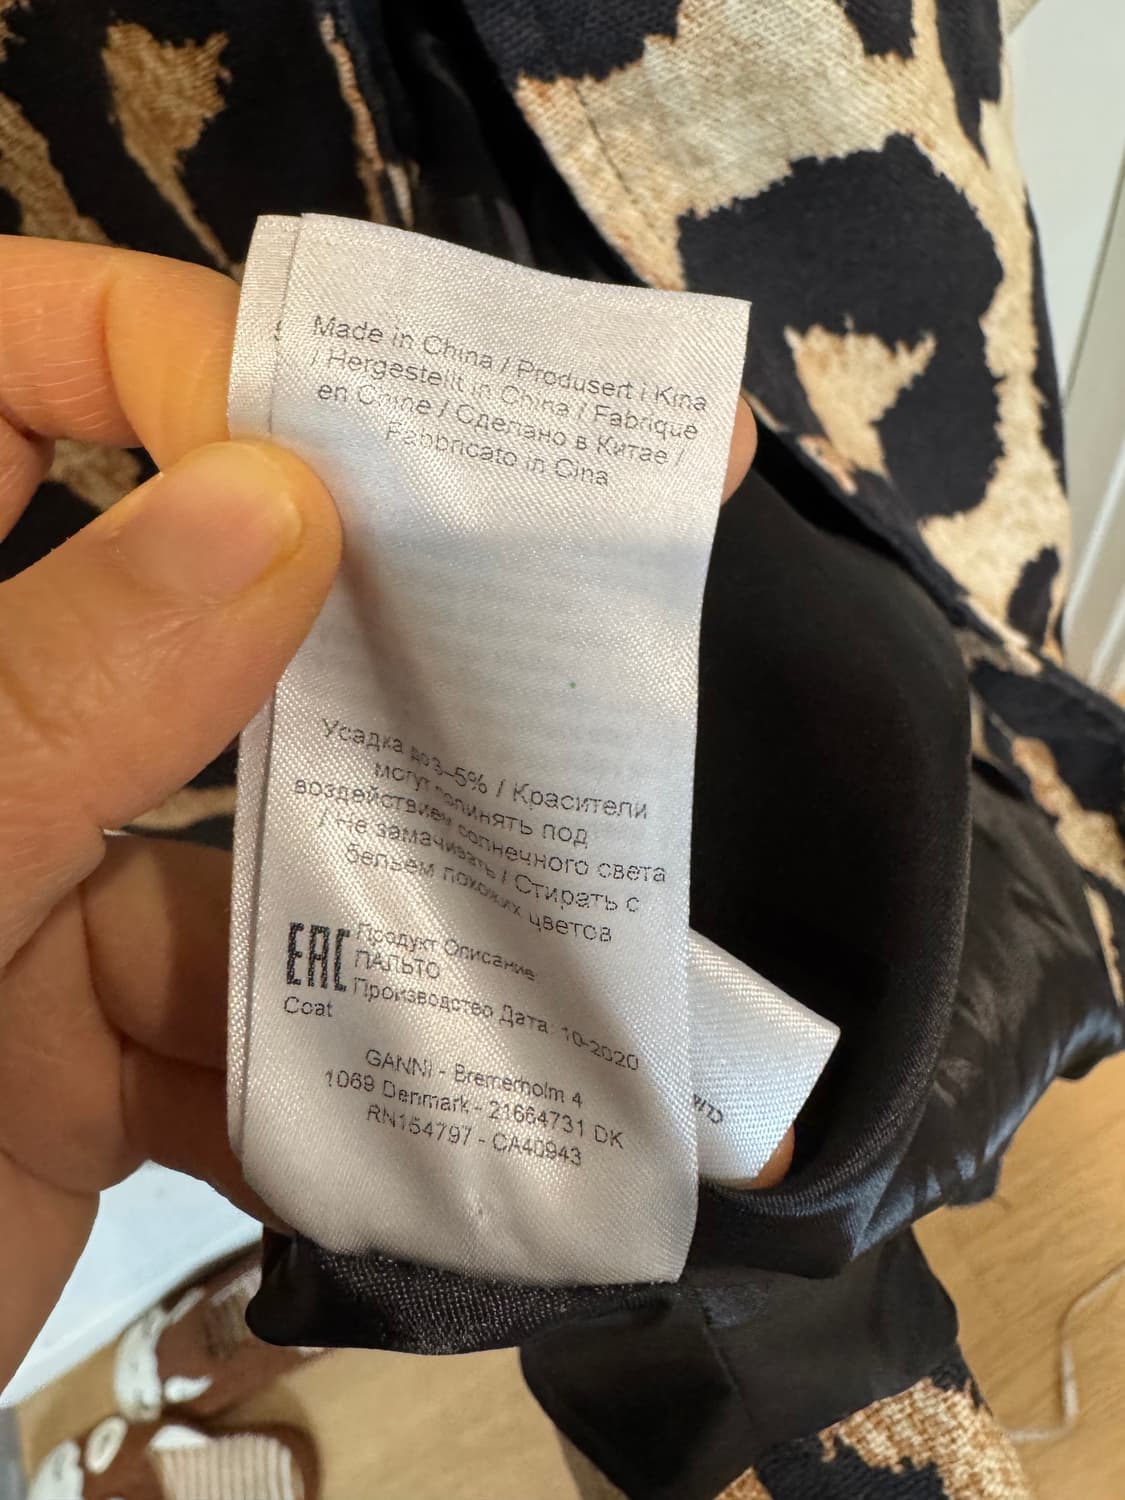 Made in China / Produsert i Kina
/ Hergestellt in China / Fabrique
en Chine / Сделано в Китае /
Fabbricato in Cina
Усадка до3-5% / Красители
могут полинять под
воздействием солнечного света
/ Не замачивать / Стирать с
бельем похожих цветов
EAC Продукт Описание
ПАЛЬТО
Производство Дата: 10-2020
Coat
GANNI - Bremerholm 4
1069 Denmark - 21664731 DK
RN154797 - CA40943